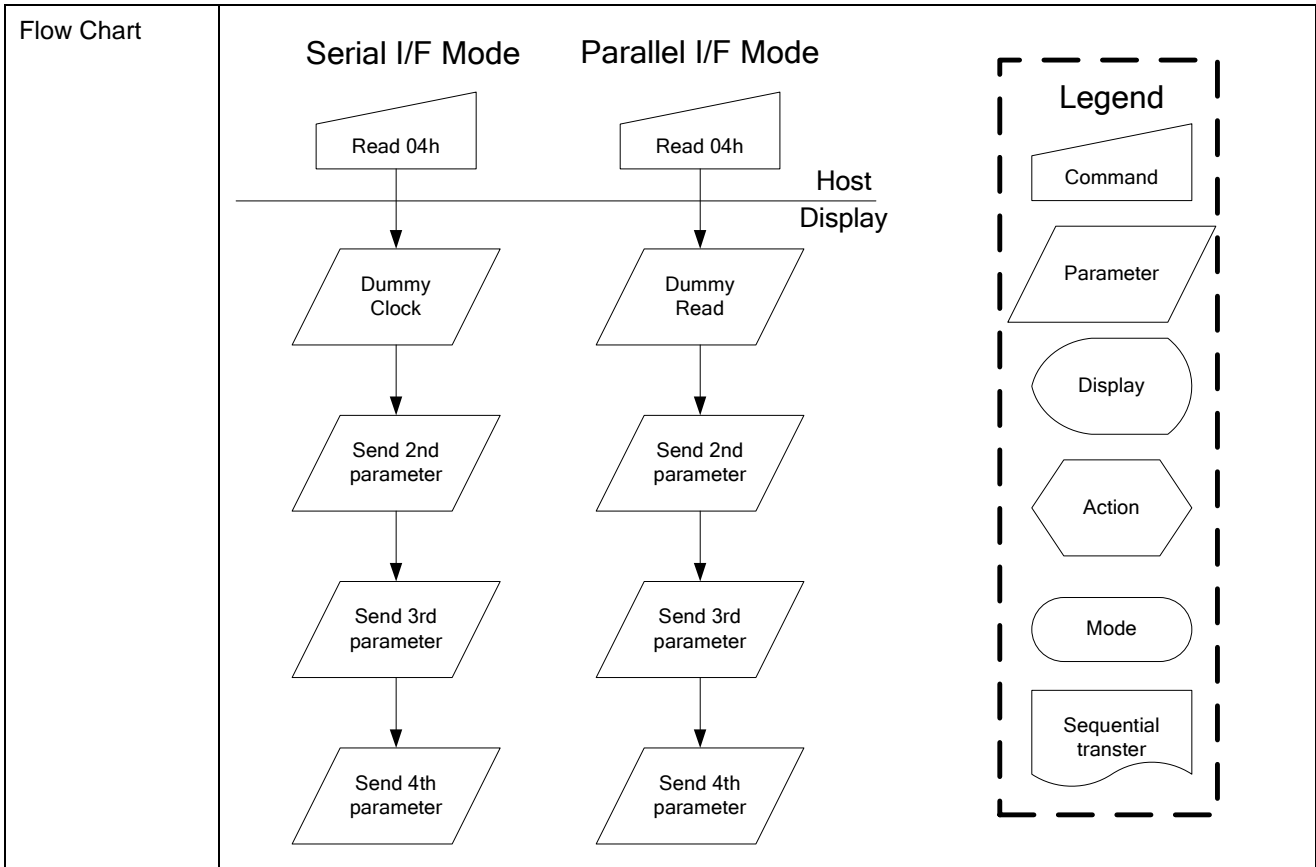 Flow Chart
Serial I/F Mode
Parallel I/F Mode
Read 04h
Read 04h
Host
Display
Dummy
Clock
Dummy
Read
Send 2nd
parameter
Send 2nd
parameter
Send 3rd
parameter
Send 3rd
parameter
Send 4th
parameter
Send 4th
parameter
Legend
Command
Parameter
Display
Action
Mode
Sequential
transter